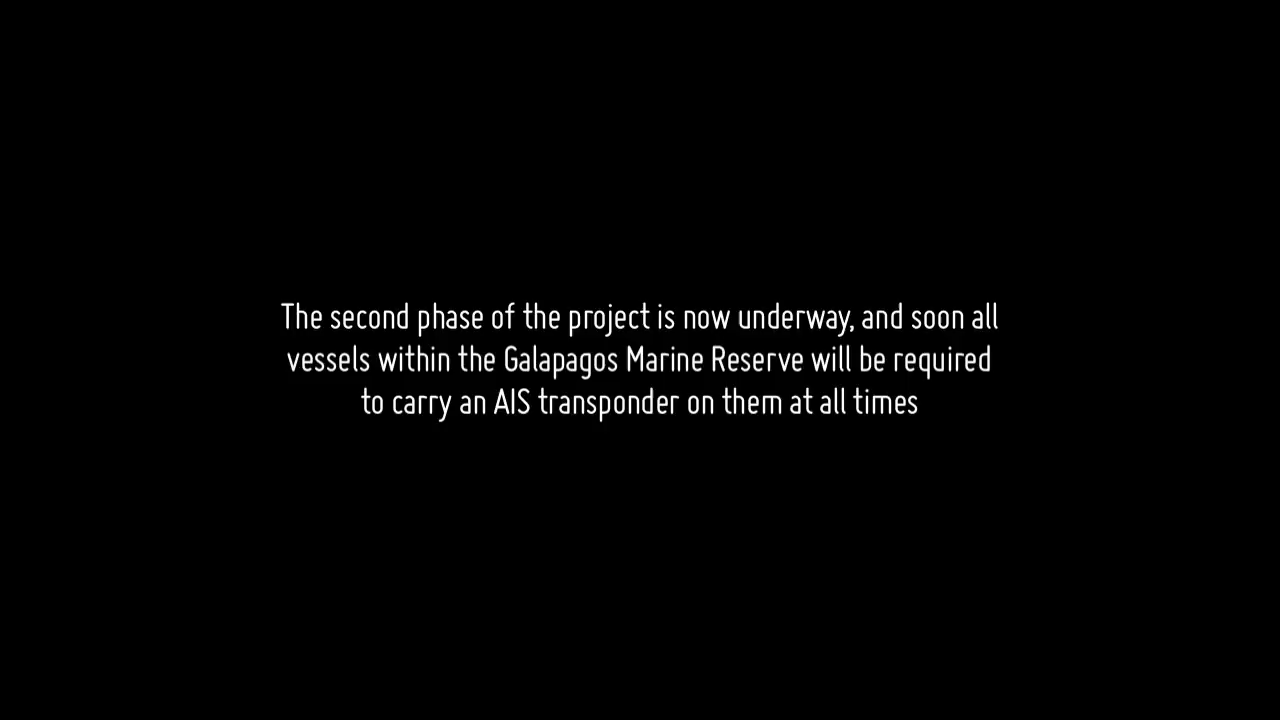 The second phase of the project is now underway, and soon all
vessels within the Galapagos Marine Reserve will be required
to carry an AIS transponder on them at all times